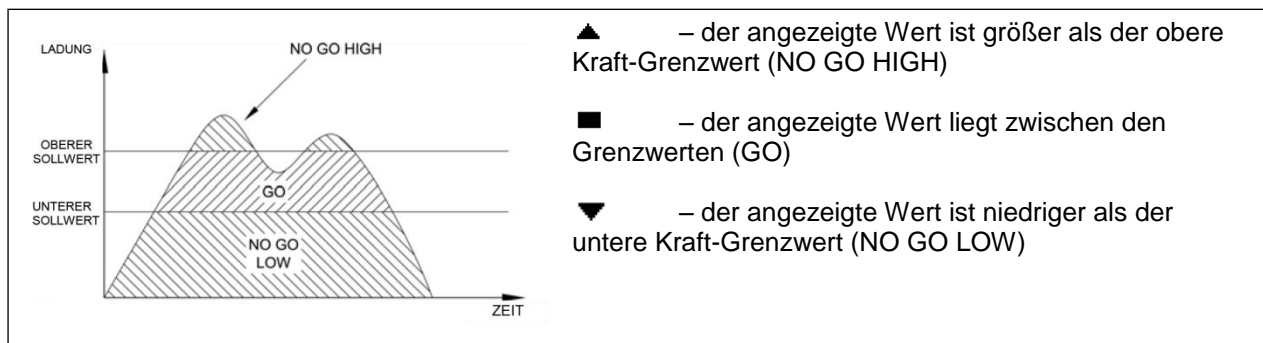 LADUNG
NO GO HIGH
OBERER
SOLLWERT
GO
UNTERER
SOLLWERT
NO GO
LOW
ZEIT
▲ – der angezeigte Wert ist größer als der obere
Kraft-Grenzwert (NO GO HIGH)
■ – der angezeigte Wert liegt zwischen den
Grenzwerten (GO)
▼ – der angezeigte Wert ist niedriger als der
untere Kraft-Grenzwert (NO GO LOW)